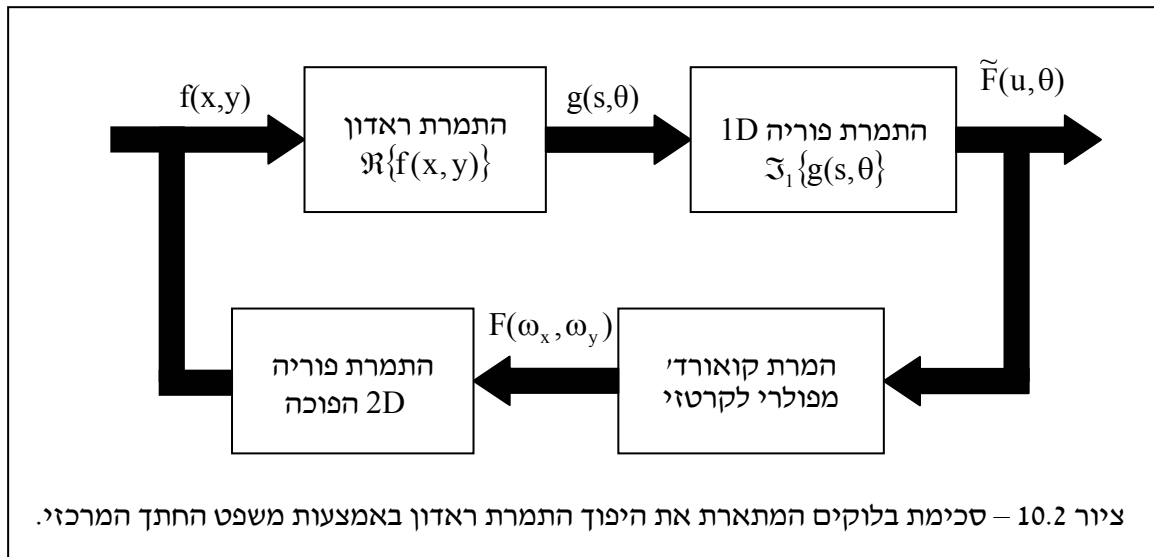 f(x,y)
התמרת ראדון
ℜ{f(x, y)}
g(s,θ)
התמרת פוריה 1D
ℑ₁{g(s,θ}
F̃(u,θ)
המרת קואורד׳
מפולרי לקרטזי
F(ωₓ,ω_y)
התמרת פוריה
2D הפוכה
ציור 10.2 – סכימת בלוקים המתארת את היפוך התמרת ראדון באמצעות משפט החתך המרכזי.